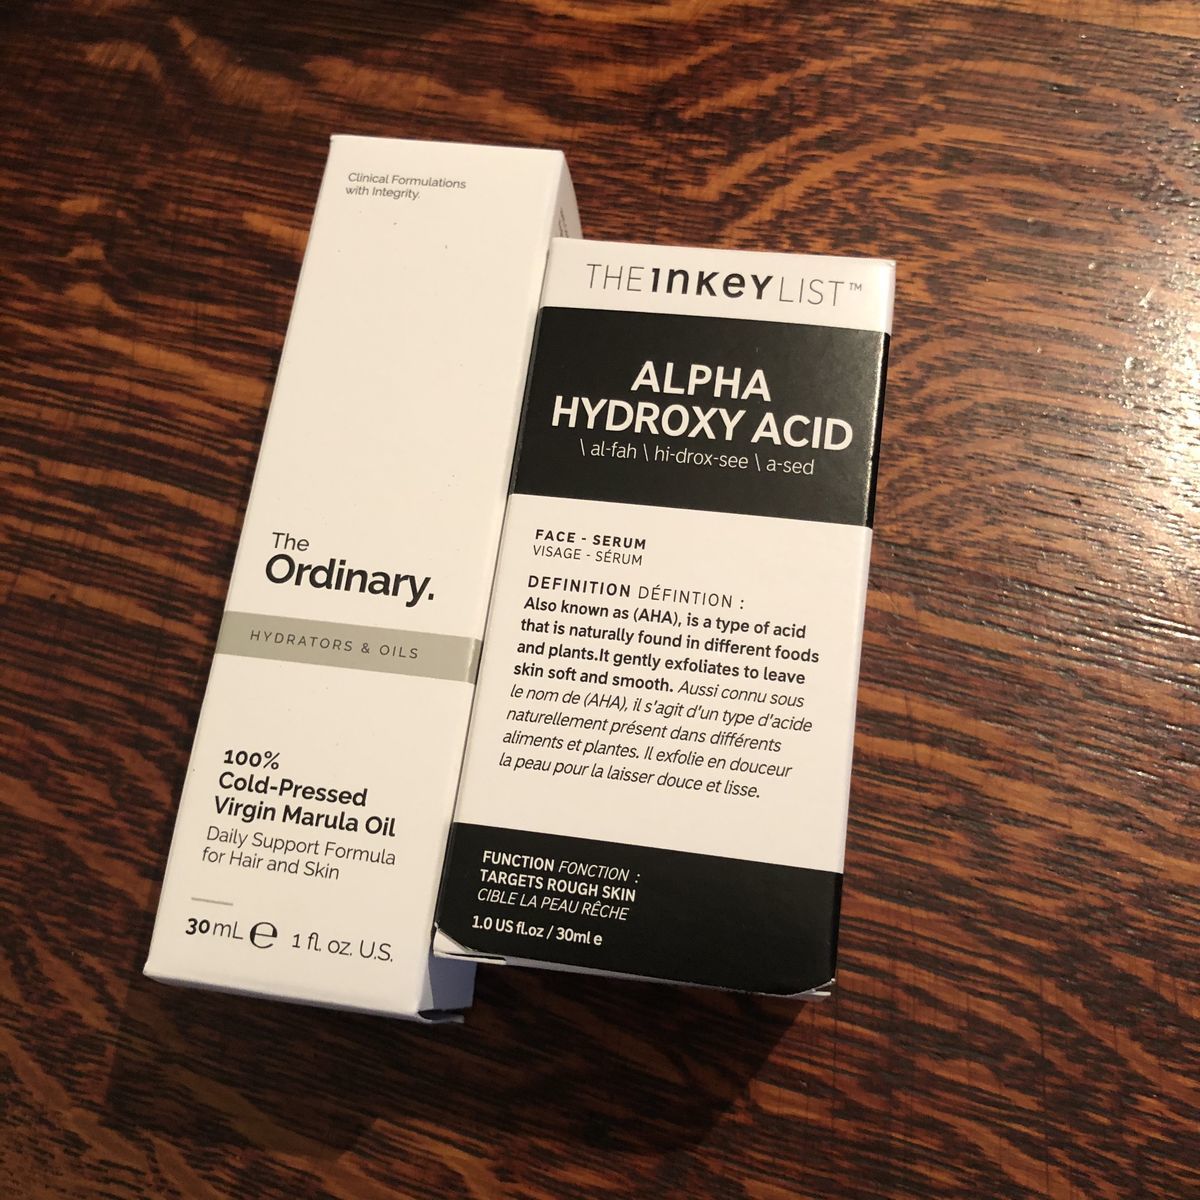 Clinical Formulations
with Integrity.
The
Ordinary.
HYDRATORS & OILS
100%
Cold-Pressed
Virgin Marula Oil
Daily Support Formula
for Hair and Skin
30 mL e 1 fl. oz. U.S.
THE INKEY LIST™
ALPHA
HYDROXY ACID
\ al-fah \ hi-drox-see \ a-sed
FACE - SERUM
VISAGE - SÉRUM
DEFINITION DÉFINTION :
Also known as (AHA), is a type of acid
that is naturally found in different foods
and plants.It gently exfoliates to leave
skin soft and smooth. Aussi connu sous
le nom de (AHA), il s'agit d'un type d'acide
naturellement présent dans différents
aliments et plantes. Il exfolie en douceur
la peau pour la laisser douce et lisse.
FUNCTION FONCTION :
TARGETS ROUGH SKIN
CIBLE LA PEAU RÊCHE
1.0 US fl.oz / 30ml e